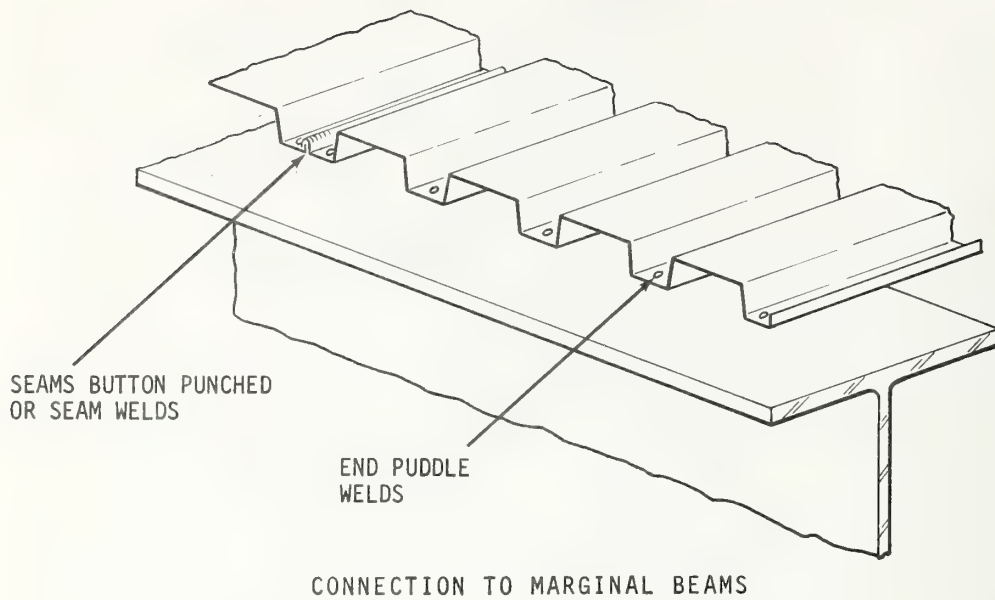 SEAMS BUTTON PUNCHED
OR SEAM WELDS
END PUDDLE
WELDS
CONNECTION TO MARGINAL BEAMS